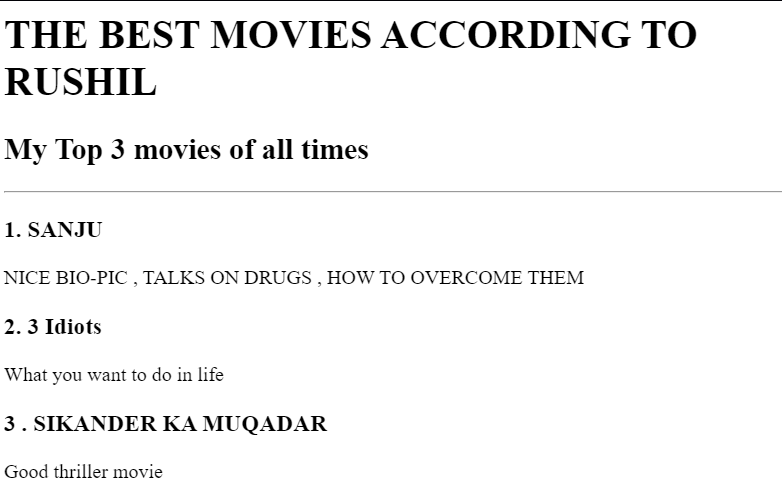 THE BEST MOVIES ACCORDING TO
RUSHIL
My Top 3 movies of all times
1. SANJU
NICE BIO-PIC , TALKS ON DRUGS , HOW TO OVERCOME THEM
2. 3 Idiots
What you want to do in life
3 . SIKANDER KA MUQADAR
Good thriller movie